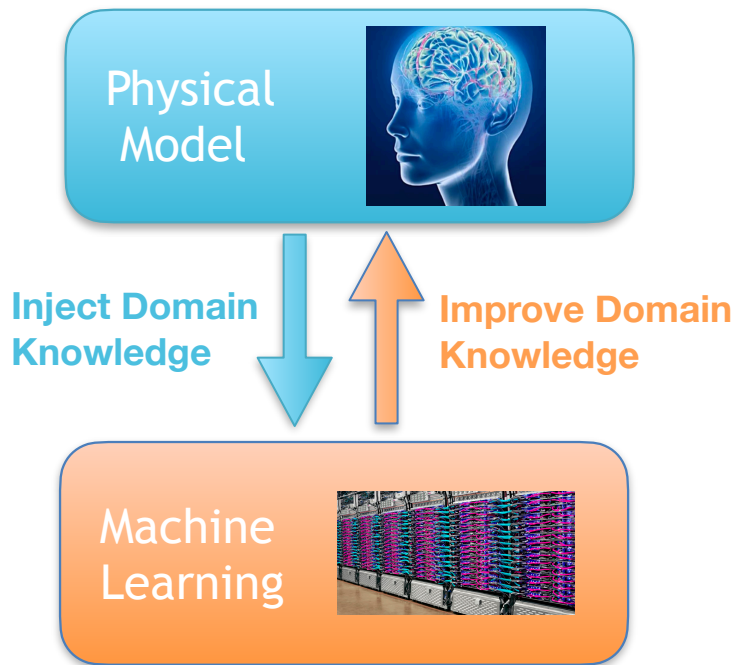 Physical
Model
Inject Domain
Knowledge
Improve Domain
Knowledge
Machine
Learning